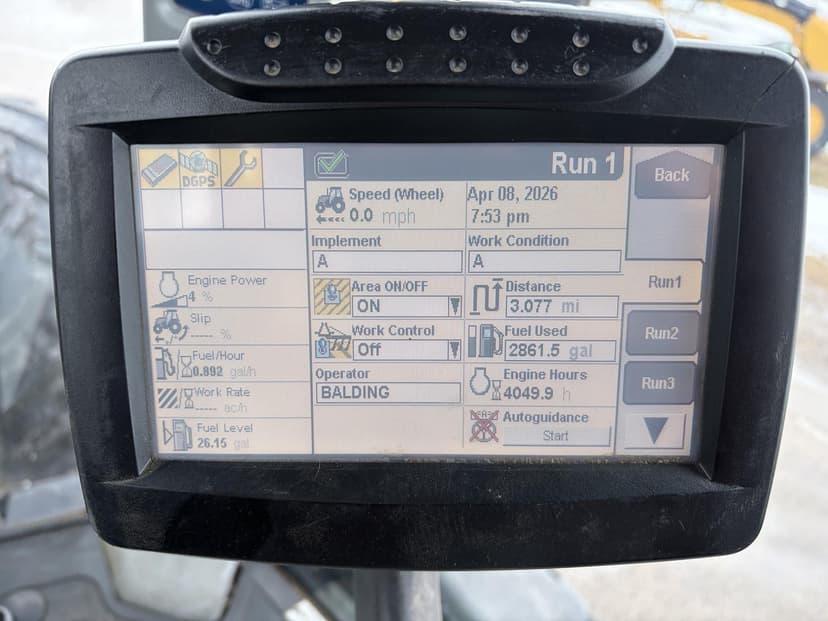 DGPS
Run 1
Back
Speed (Wheel)
0.0 mph
Apr 08, 2026
7:53 pm
Implement
A
Work Condition
A
Engine Power
4 %
Slip
----- %
Fuel/Hour
0.892 gal/h
Work Rate
----- ac/h
Fuel Level
26.15 gal
Area ON/OFF
ON
Distance
3.077 mi
Work Control
Off
Fuel Used
2861.5 gal
Operator
BALDING
Engine Hours
4049.9 h
Autoguidance
Start
Run1
Run2
Run3